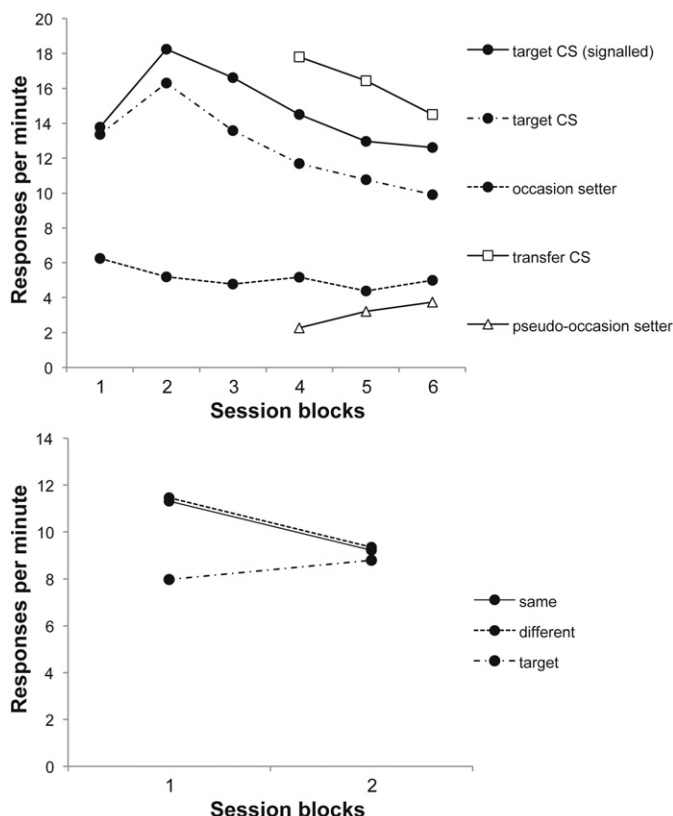 20
18
16
14
12
10
8
6
4
2
0
Responses per minute
1 2 3 4 5 6
Session blocks
target CS (signalled)
target CS
occasion setter
transfer CS
pseudo-occasion setter
14
12
10
8
6
4
2
0
Responses per minute
1 2
Session blocks
same
different
target